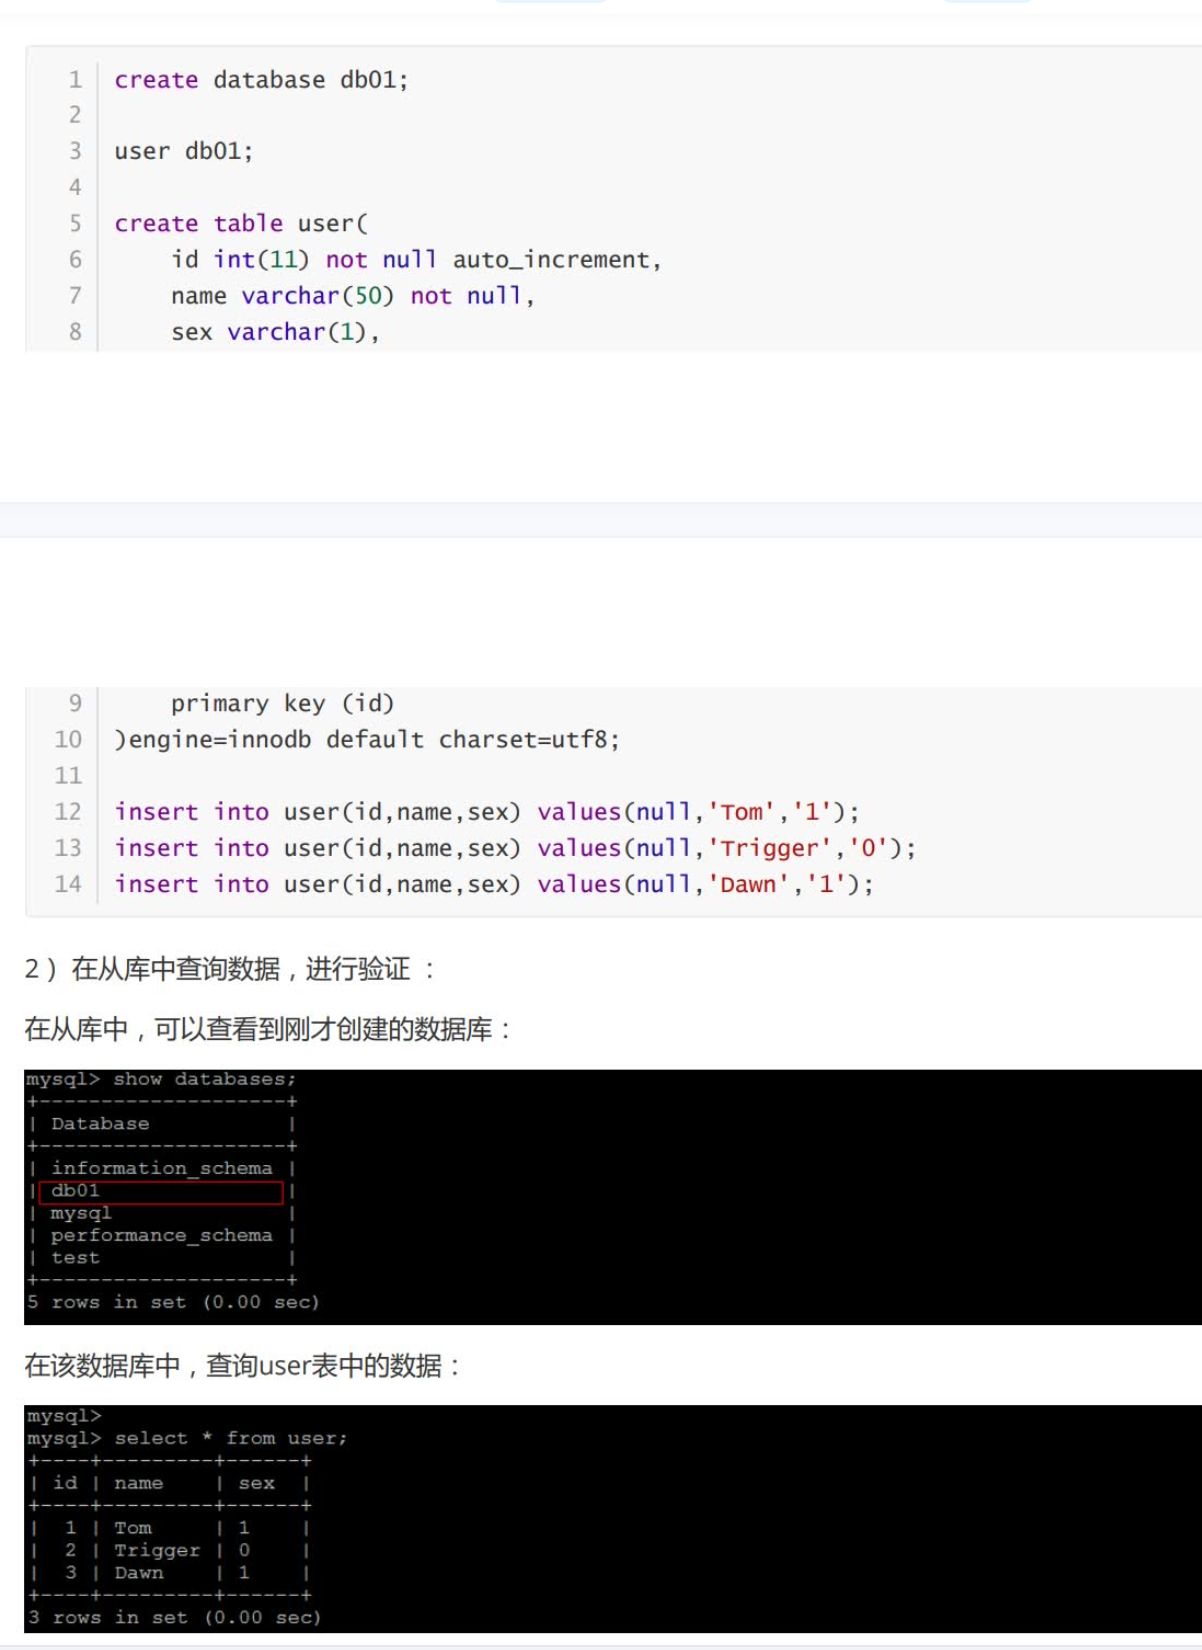 1 create database db01;
2
3 user db01;
4
5 create table user(
6 id int(11) not null auto_increment,
7 name varchar(50) not null,
8 sex varchar(1),
9 primary key (id)
10 )engine=innodb default charset=utf8;
11
12 insert into user(id,name,sex) values(null,'Tom','1');
13 insert into user(id,name,sex) values(null,'Trigger','0');
14 insert into user(id,name,sex) values(null,'Dawn','1');
2）在从库中查询数据，进行验证 ：
在从库中，可以查看到刚才创建的数据库：
mysql> show databases;
+--------------------+
| Database           |
+--------------------+
| information_schema |
| db01               |
| mysql              |
| performance_schema |
| test               |
+--------------------+
5 rows in set (0.00 sec)
在该数据库中，查询user表中的数据：
mysql>
mysql> select * from user;
+----+---------+------+
| id | name    | sex  |
+----+---------+------+
|  1 | Tom     | 1    |
|  2 | Trigger | 0    |
|  3 | Dawn    | 1    |
+----+---------+------+
3 rows in set (0.00 sec)